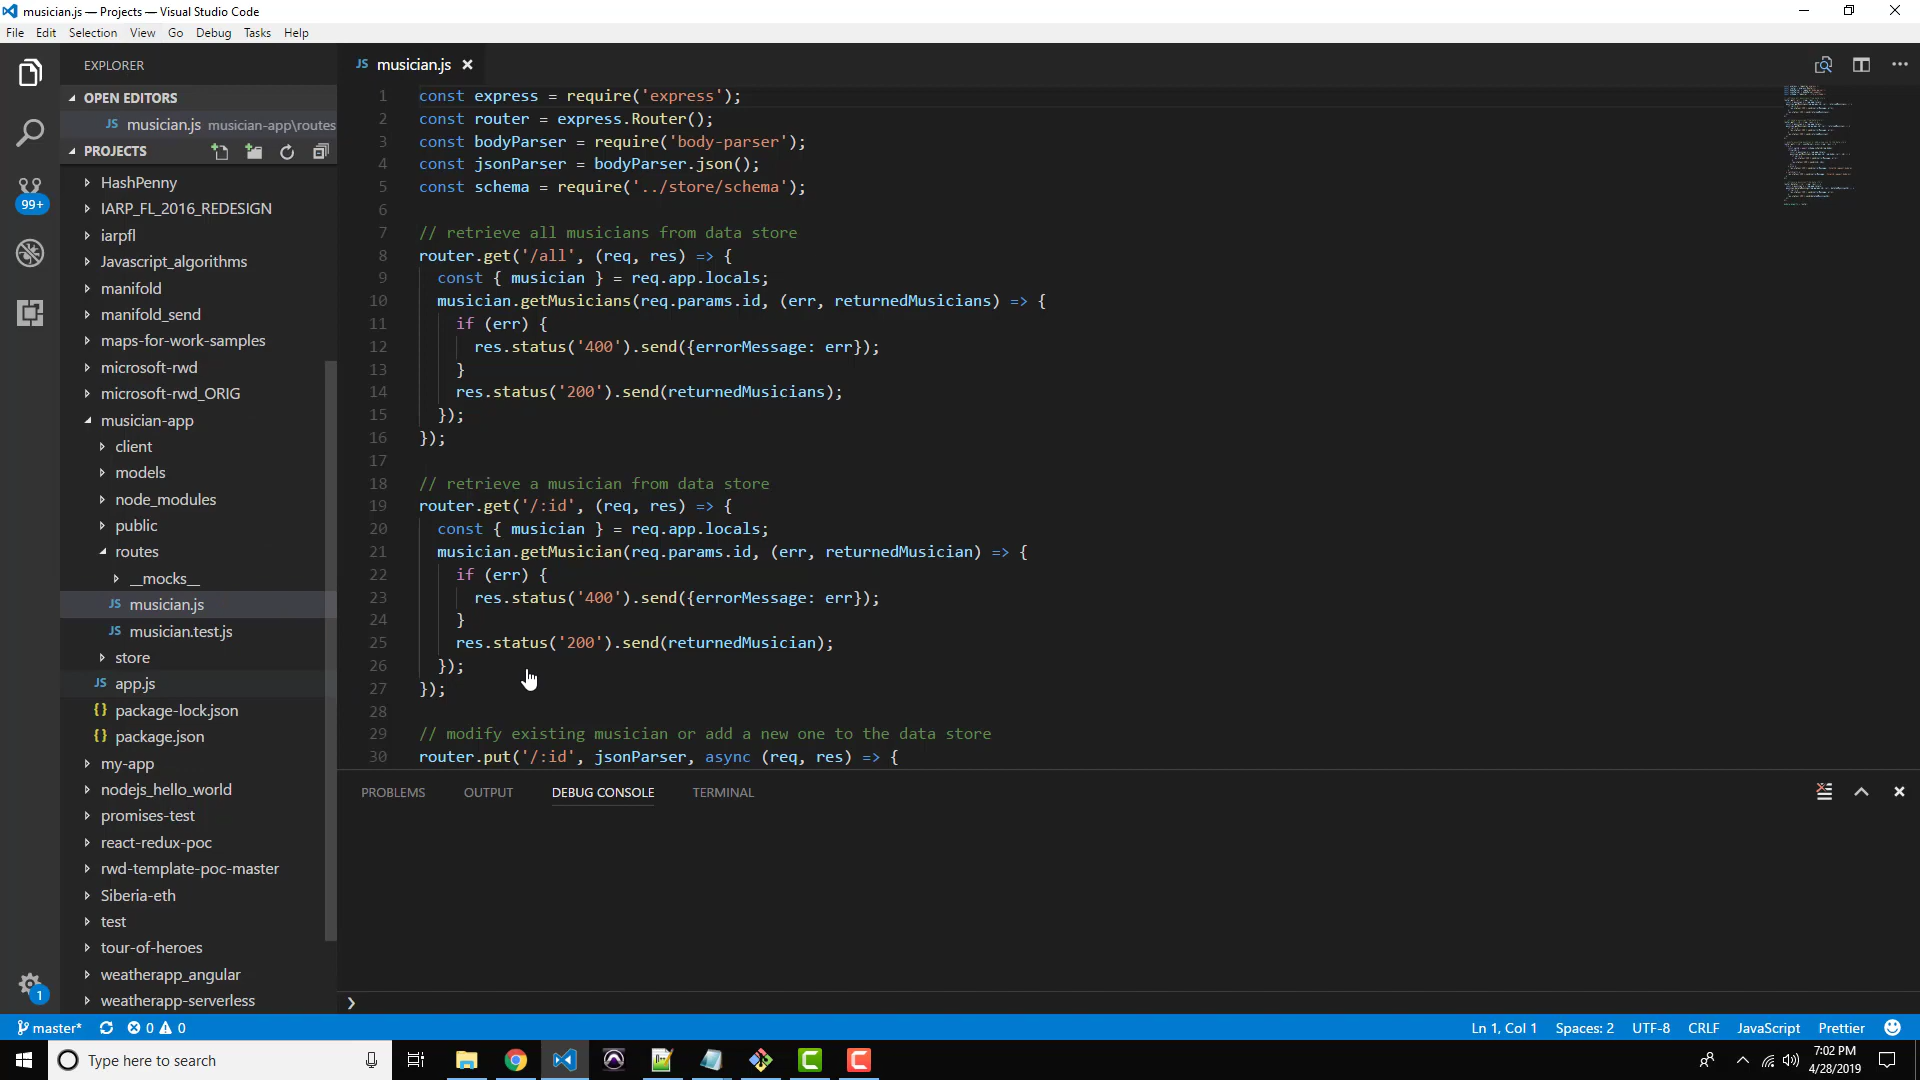 musician.js — Projects — Visual Studio Code
File Edit Selection View Go Debug Tasks Help
EXPLORER
OPEN EDITORS
JS musician.js musician-app\routes
PROJECTS
HashPenny
IARP_FL_2016_REDESIGN
iarpfl
Javascript_algorithms
manifold
manifold_send
maps-for-work-samples
microsoft-rwd
microsoft-rwd_ORIG
musician-app
client
models
node_modules
public
routes
__mocks__
JS musician.js
JS musician.test.js
store
JS app.js
{} package-lock.json
{} package.json
my-app
nodejs_hello_world
promises-test
react-redux-poc
rwd-template-poc-master
Siberia-eth
test
tour-of-heroes
weatherapp_angular
weatherapp-serverless
99+
1
JS musician.js
1 const express = require('express');
2 const router = express.Router();
3 const bodyParser = require('body-parser');
4 const jsonParser = bodyParser.json();
5 const schema = require('../store/schema');
6
7 // retrieve all musicians from data store
8 router.get('/all', (req, res) => {
9 const { musician } = req.app.locals;
10 musician.getMusicians(req.params.id, (err, returnedMusicians) => {
11 if (err) {
12 res.status('400').send({errorMessage: err});
13 }
14 res.status('200').send(returnedMusicians);
15 });
16 });
17
18 // retrieve a musician from data store
19 router.get('/:id', (req, res) => {
20 const { musician } = req.app.locals;
21 musician.getMusician(req.params.id, (err, returnedMusician) => {
22 if (err) {
23 res.status('400').send({errorMessage: err});
24 }
25 res.status('200').send(returnedMusician);
26 });
27 });
28
29 // modify existing musician or add a new one to the data store
30 router.put('/:id', jsonParser, async (req, res) => {
PROBLEMS OUTPUT DEBUG CONSOLE TERMINAL
master* 0 0 Ln 1, Col 1 Spaces: 2 UTF-8 CRLF JavaScript Prettier
Type here to search
7:02 PM
4/28/2019